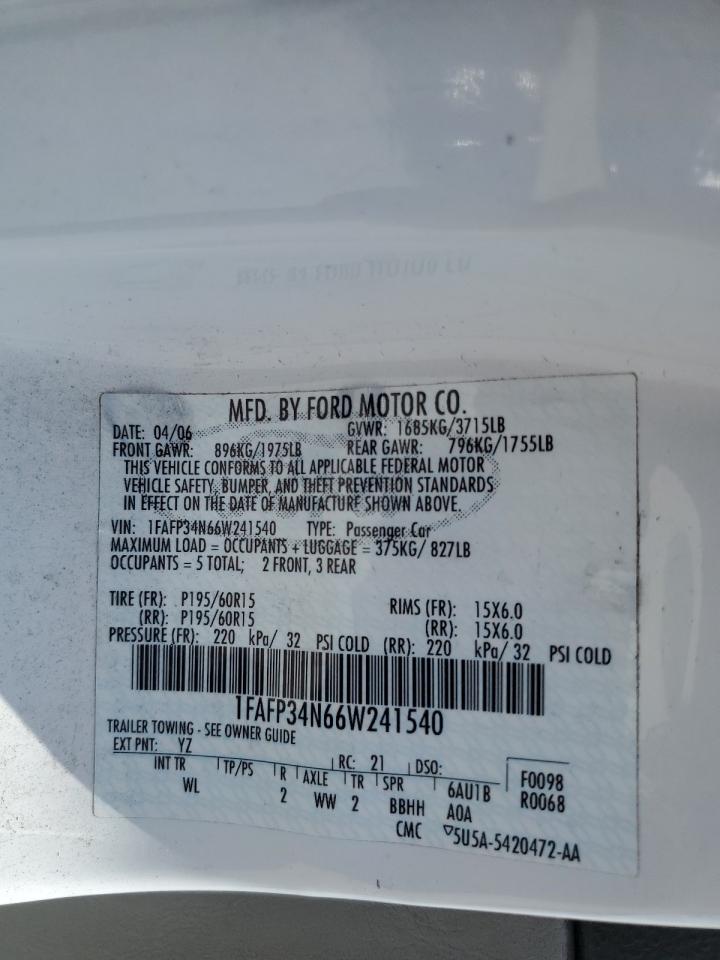 MFD. BY FORD MOTOR CO.
DATE: 04/06 GVWR: 1685KG/3715LB
FRONT GAWR: 896KG/1975LB REAR GAWR: 796KG/1755LB
THIS VEHICLE CONFORMS TO ALL APPLICABLE FEDERAL MOTOR
VEHICLE SAFETY, BUMPER, AND THEFT PREVENTION STANDARDS
IN EFFECT ON THE DATE OF MANUFACTURE SHOWN ABOVE.
VIN: 1FAFP34N66W241540 TYPE: Passenger Car
MAXIMUM LOAD = OCCUPANTS + LUGGAGE = 375KG/ 827LB
OCCUPANTS = 5 TOTAL; 2 FRONT, 3 REAR
TIRE (FR): P195/60R15 RIMS (FR): 15X6.0
(RR): P195/60R15 (RR): 15X6.0
PRESSURE (FR): 220 kPa/ 32 PSI COLD (RR): 220 kPa/ 32 PSI COLD
1FAFP34N66W241540
TRAILER TOWING - SEE OWNER GUIDE
EXT PNT: YZ RC: 21 DSO: F0098
INT TR TP/PS R AXLE TR SPR 6AU1B R0068
WL 2 WW 2 BBHH A0A
CMC 5U5A-5420472-AA